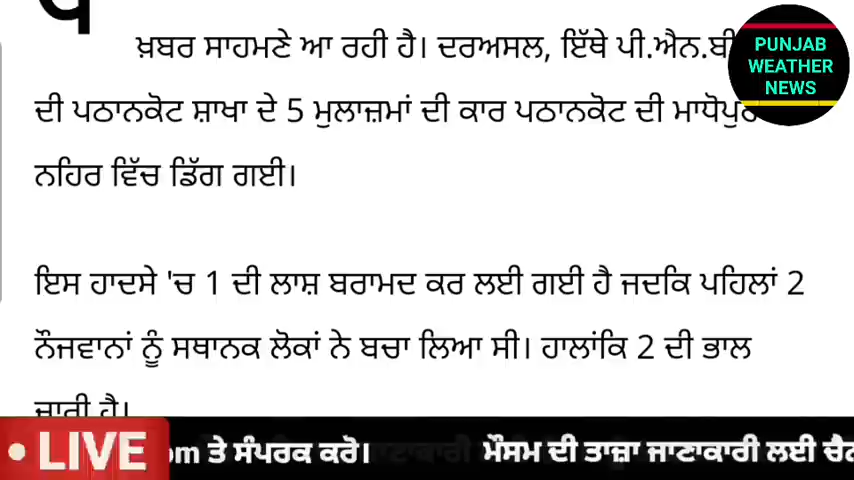 ਖ਼ਬਰ ਸਾਹਮਣੇ ਆ ਰਹੀ ਹੈ। ਦਰਅਸਲ, ਇੱਥੇ ਪੀ.ਐਨ.ਬੀ
PUNJAB
WEATHER
NEWS
ਦੀ ਪਠਾਨਕੋਟ ਸ਼ਾਖਾ ਦੇ 5 ਮੁਲਾਜ਼ਮਾਂ ਦੀ ਕਾਰ ਪਠਾਨਕੋਟ ਦੀ ਮਾਧੋਪੁਰ
ਨਹਿਰ ਵਿੱਚ ਡਿੱਗ ਗਈ।
ਇਸ ਹਾਦਸੇ 'ਚ 1 ਦੀ ਲਾਸ਼ ਬਰਾਮਦ ਕਰ ਲਈ ਗਈ ਹੈ ਜਦਕਿ ਪਹਿਲਾਂ 2
ਨੌਜਵਾਨਾਂ ਨੂੰ ਸਥਾਨਕ ਲੋਕਾਂ ਨੇ ਬਚਾ ਲਿਆ ਸੀ। ਹਾਲਾਂਕਿ 2 ਦੀ ਭਾਲ
ਜਾਰੀ ਹੈ।
LIVE
om ਤੇ ਸੰਪਰਕ ਕਰੋ। ਮੌਸਮ ਦੀ ਤਾਜ਼ਾ ਜਾਣਕਾਰੀ ਲਈ